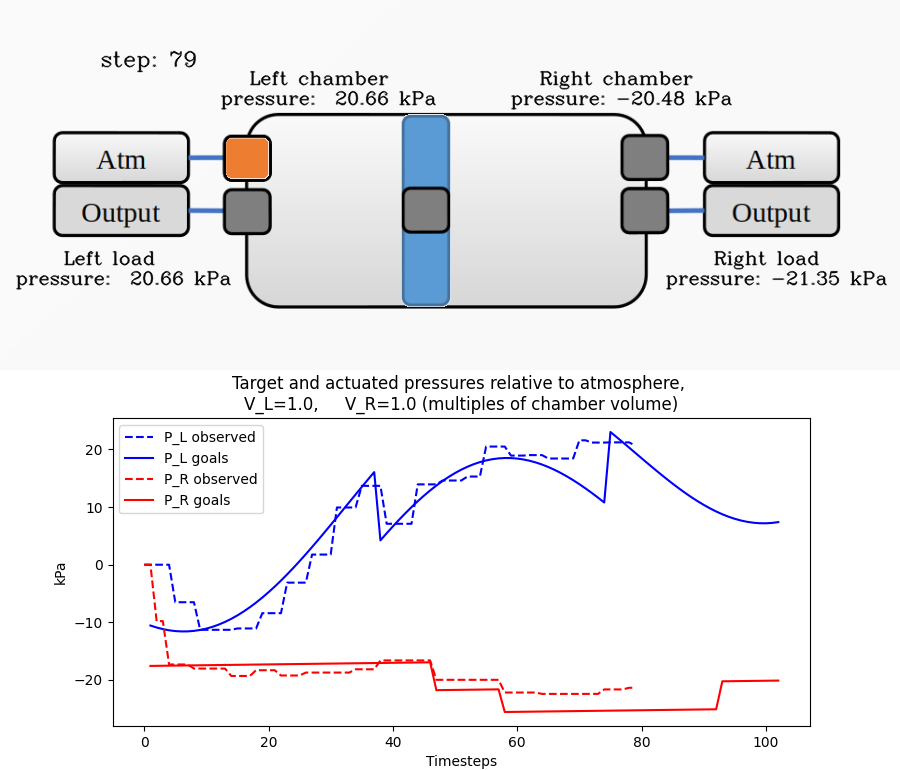 step: 79
Left chamber
pressure: 20.66 kPa
Right chamber
pressure: −20.48 kPa
Atm
Output
Atm
Output
Left load
pressure: 20.66 kPa
Right load
pressure: −21.35 kPa
Target and actuated pressures relative to atmosphere,
V_L=1.0, V_R=1.0 (multiples of chamber volume)
P_L observed
P_L goals
P_R observed
P_R goals
kPa
20
10
0
−10
−20
0 20 40 60 80 100
Timesteps